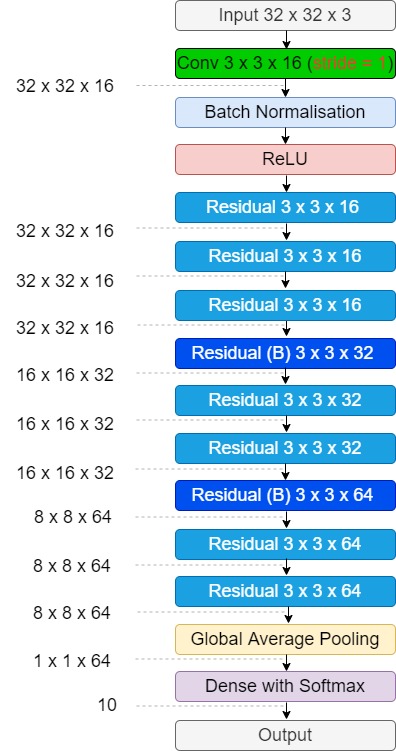 Input 32 x 32 x 3
Conv 3 x 3 x 16 (stride = 1)
32 x 32 x 16
Batch Normalisation
ReLU
Residual 3 x 3 x 16
32 x 32 x 16
Residual 3 x 3 x 16
32 x 32 x 16
Residual 3 x 3 x 16
32 x 32 x 16
Residual (B) 3 x 3 x 32
16 x 16 x 32
Residual 3 x 3 x 32
16 x 16 x 32
Residual 3 x 3 x 32
16 x 16 x 32
Residual (B) 3 x 3 x 64
8 x 8 x 64
Residual 3 x 3 x 64
8 x 8 x 64
Residual 3 x 3 x 64
8 x 8 x 64
Global Average Pooling
1 x 1 x 64
Dense with Softmax
10
Output